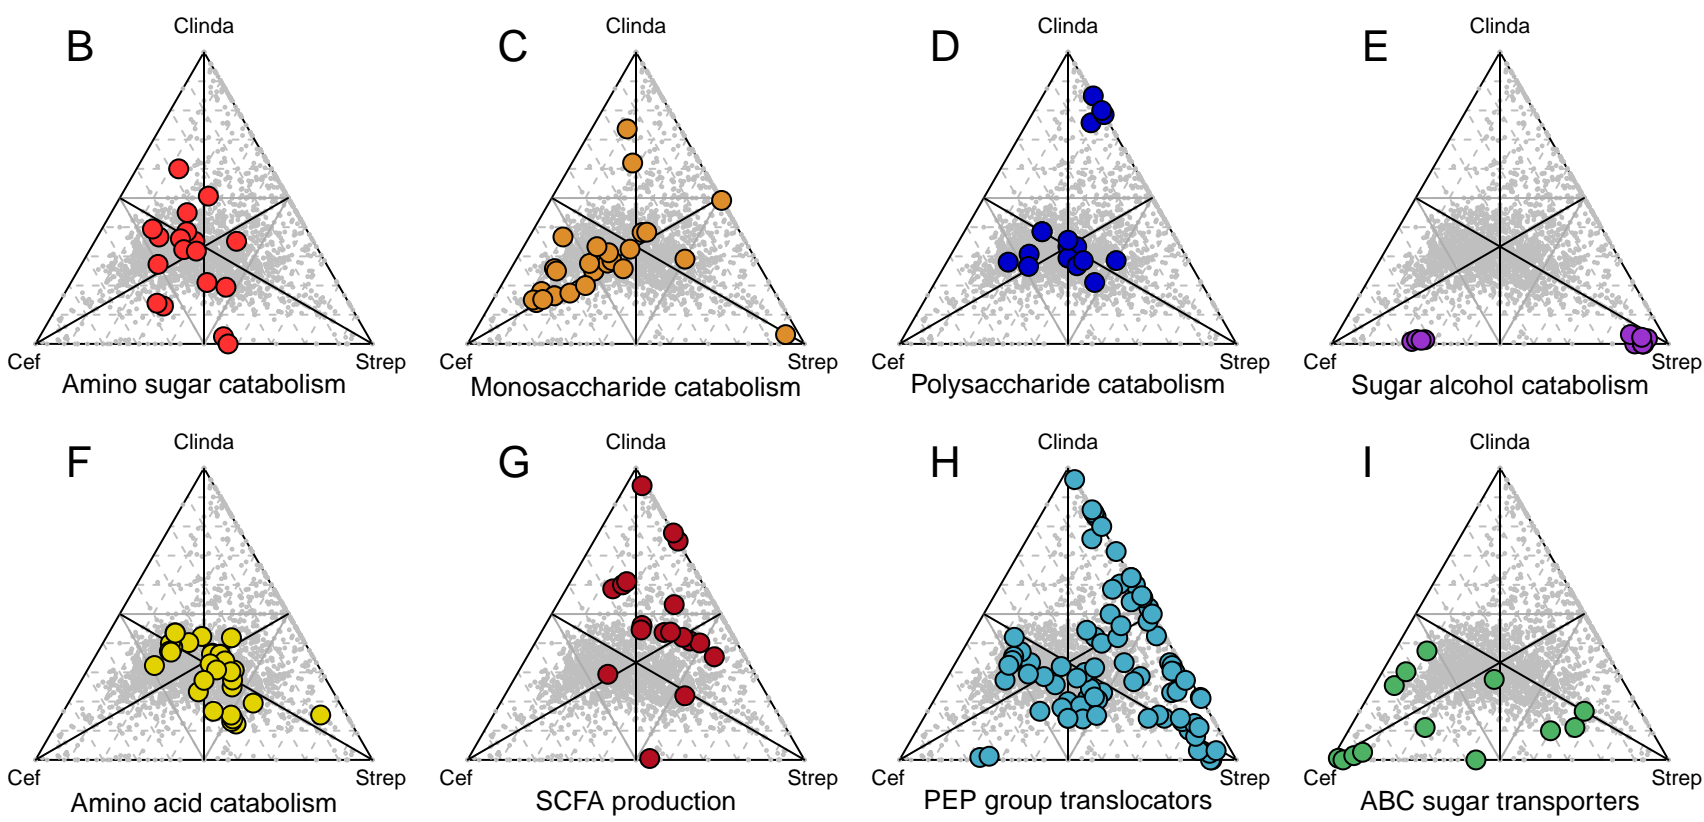 B
Clinda
Cef
Strep
Amino sugar catabolism
C
Clinda
Cef
Strep
Monosaccharide catabolism
D
Clinda
Cef
Strep
Polysaccharide catabolism
E
Clinda
Cef
Strep
Sugar alcohol catabolism
F
Clinda
Cef
Strep
Amino acid catabolism
G
Clinda
Cef
Strep
SCFA production
H
Clinda
Cef
Strep
PEP group translocators
I
Clinda
Cef
Strep
ABC sugar transporters